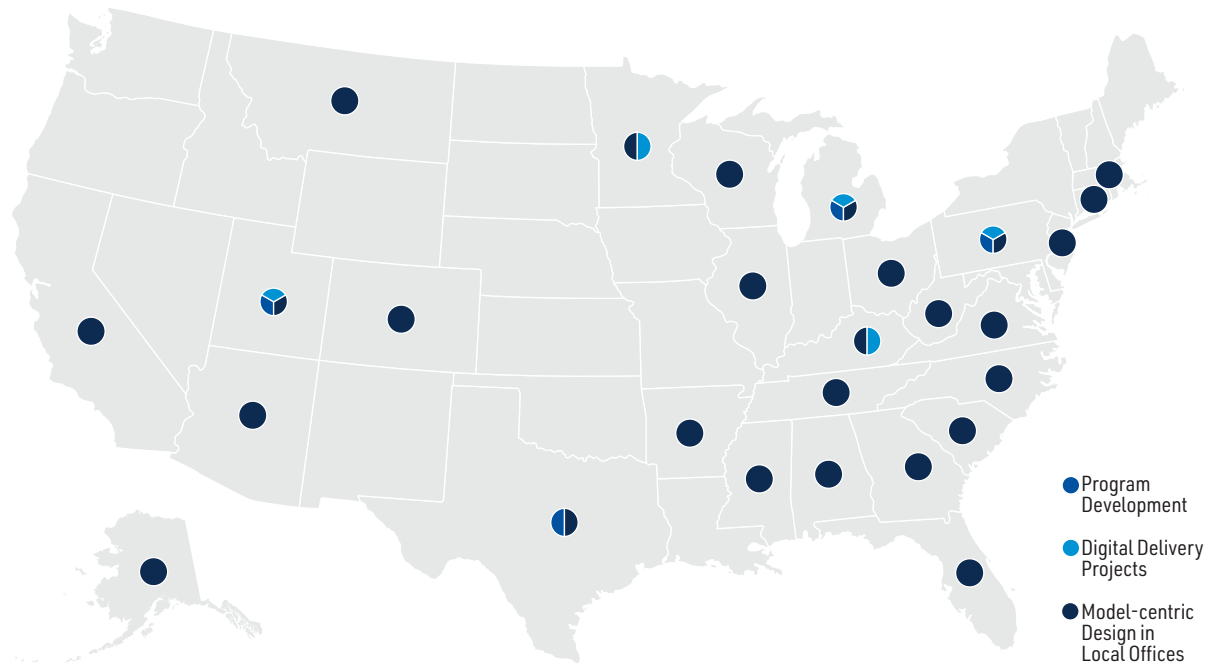 Program
Development
Digital Delivery
Projects
Model-centric
Design in
Local Offices